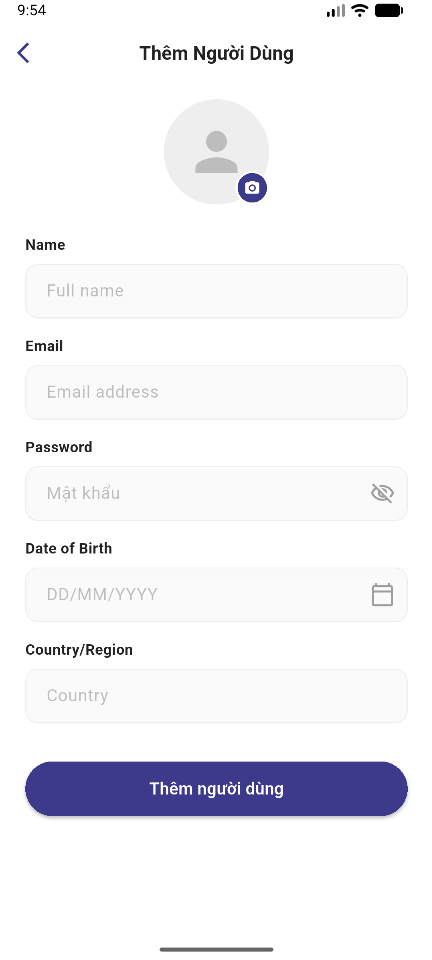 9:54
Thêm Người Dùng
Name
Full name
Email
Email address
Password
Mật khẩu
Date of Birth
DD/MM/YYYY
Country/Region
Country
Thêm người dùng